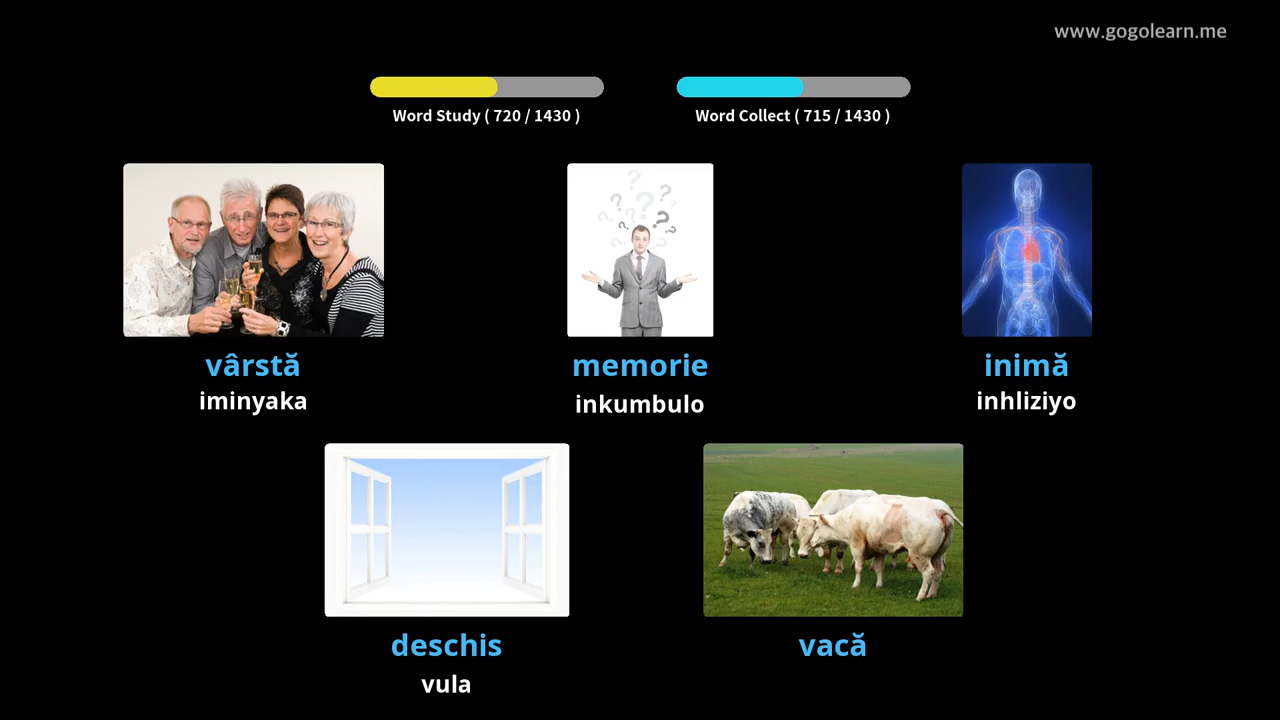 www.gogolearn.me
Word Study ( 720 / 1430 )
Word Collect ( 715 / 1430 )
vârstă
iminyaka
memorie
inkumbulo
inimă
inhliziyo
deschis
vula
vacă